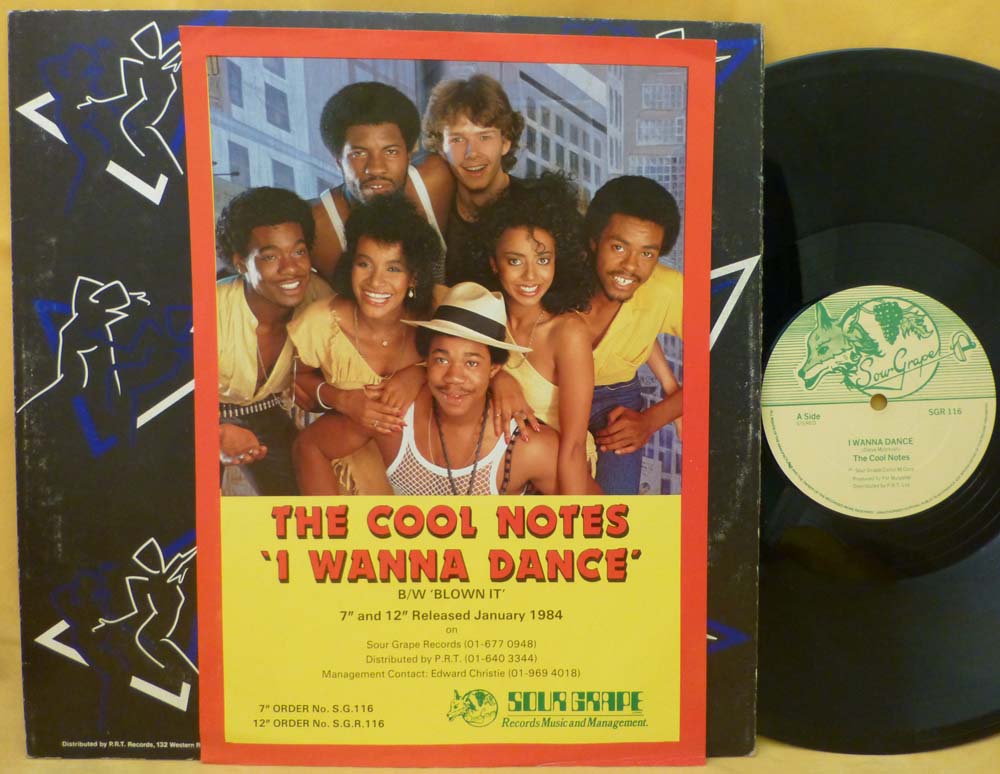 THE COOL NOTES
'I WANNA DANCE'
B/W 'BLOWN IT'
7" and 12" Released January 1984
on
Sour Grape Records (01-677 0948)
Distributed by P.R.T. (01-640 3344)
Management Contact: Edward Christie (01-969 4018)
7" ORDER No. S.G.116
12" ORDER No. S.G.R.116
SOUR GRAPE
Records Music and Management.
Distributed by P.R.T. Records, 132 Western R
Sour Grape
A Side
STEREO
SGR 116
I WANNA DANCE
The Cool Notes
Distributed by P.R.T. Ltd